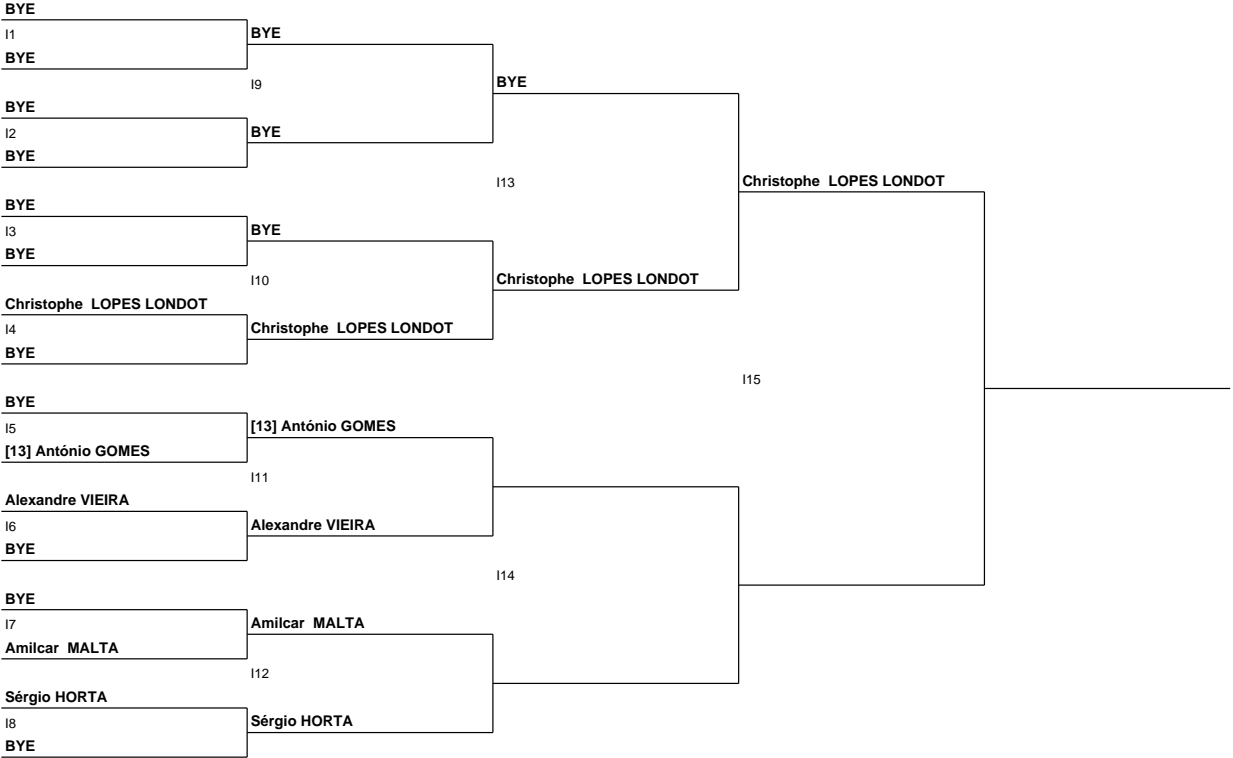 BYE
I1
BYE
BYE
I9
BYE
BYE
I2
BYE
BYE
I13
Christophe  LOPES LONDOT
BYE
I3
BYE
BYE
I10
Christophe  LOPES LONDOT
Christophe  LOPES LONDOT
I4
Christophe  LOPES LONDOT
BYE
I15
BYE
I5
[13] António GOMES
[13] António GOMES
I11
Alexandre VIEIRA
I6
Alexandre VIEIRA
BYE
I14
BYE
I7
Amilcar  MALTA
Amilcar  MALTA
I12
Sérgio HORTA
I8
Sérgio HORTA
BYE